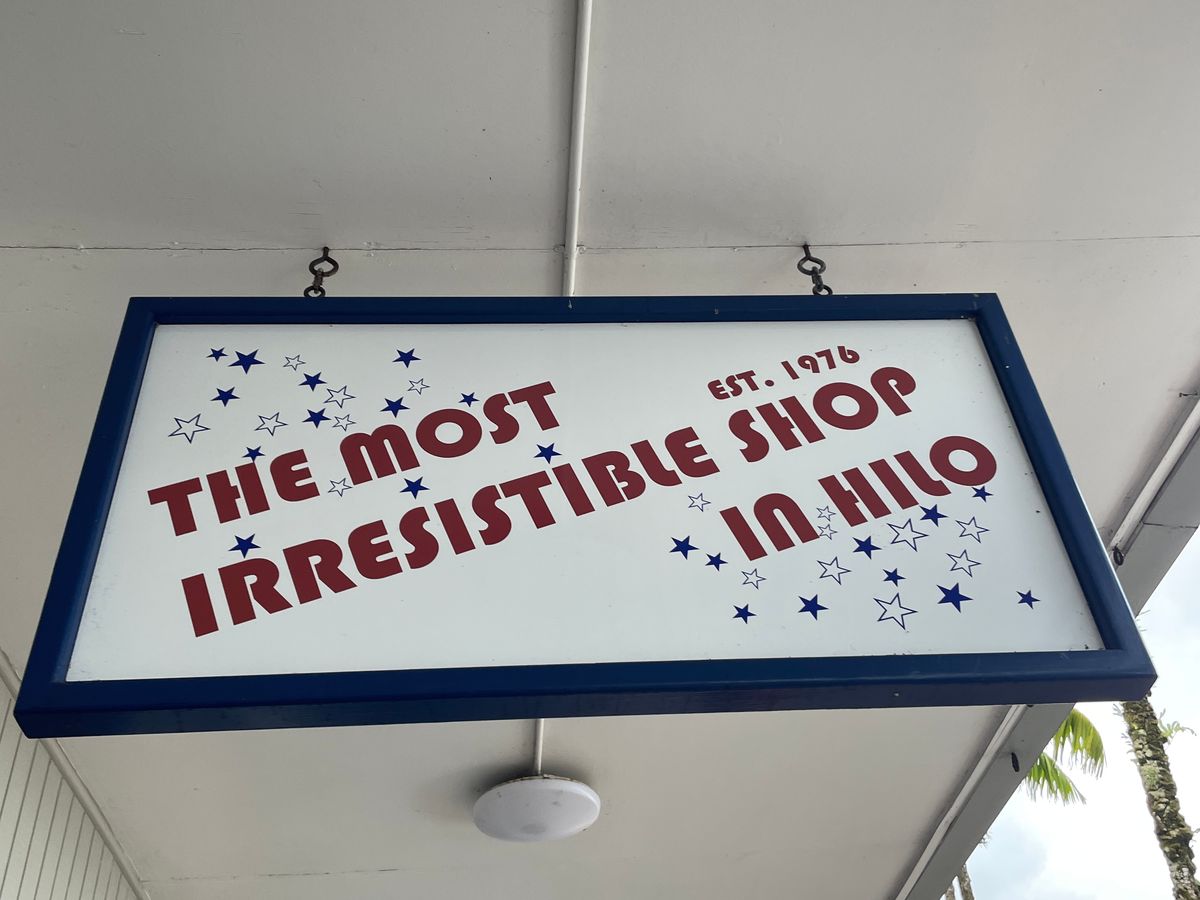 THE MOST
EST. 1976
IRRESISTIBLE SHOP
IN HILO